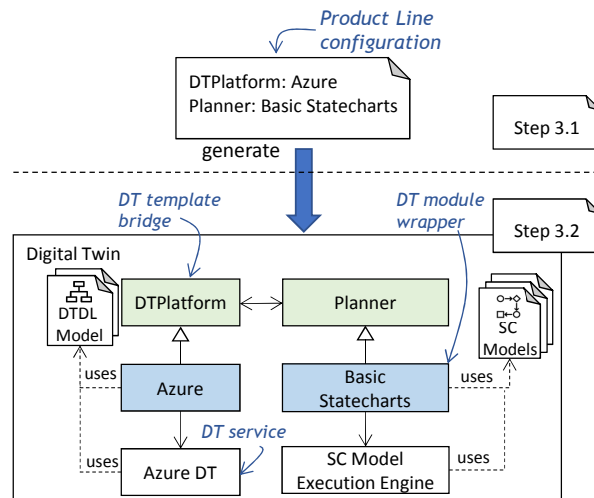 Product Line
configuration
DTPlatform: Azure
Planner: Basic Statecharts
Step 3.1
generate
DT template
bridge
DT module
wrapper
Step 3.2
Digital Twin
DTDL
Model
DTPlatform
Planner
SC
Models
uses
Azure
Basic
Statecharts
uses
DT service
uses
Azure DT
SC Model
Execution Engine
uses